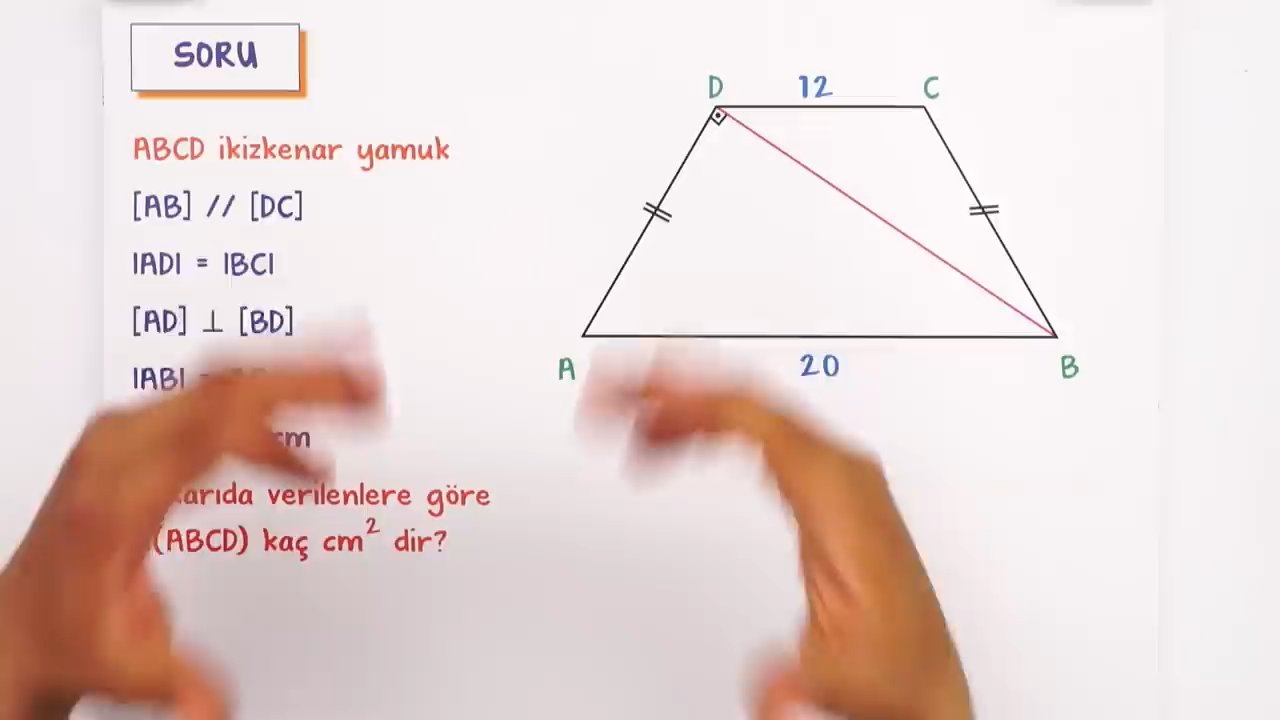 SORU
ABCD ikizkenar yamuk
[AB] // [DC]
|AD| = |BC|
[AD] ⊥ [BD]
|AB| =
cm
verilenlere göre
(ABCD) kaç cm² dir?
D 12 C
A 20 B